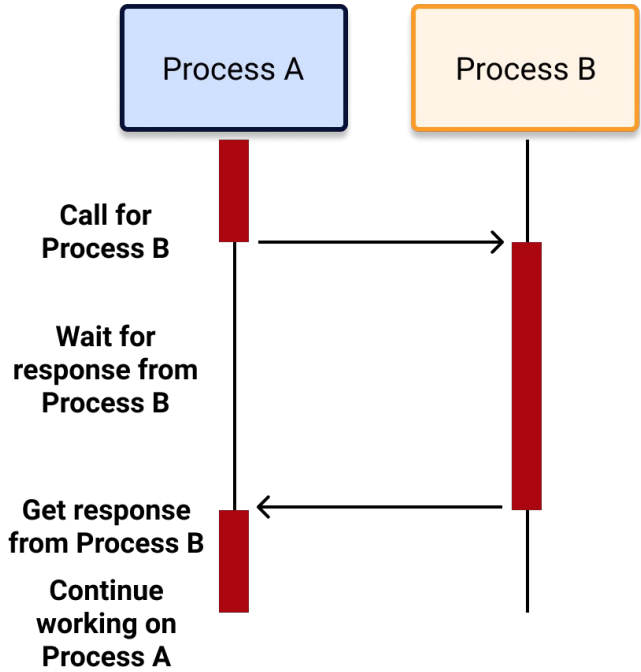 Process A
Process B
Call for
Process B
Wait for
response from
Process B
Get response
from Process B
Continue
working on
Process A